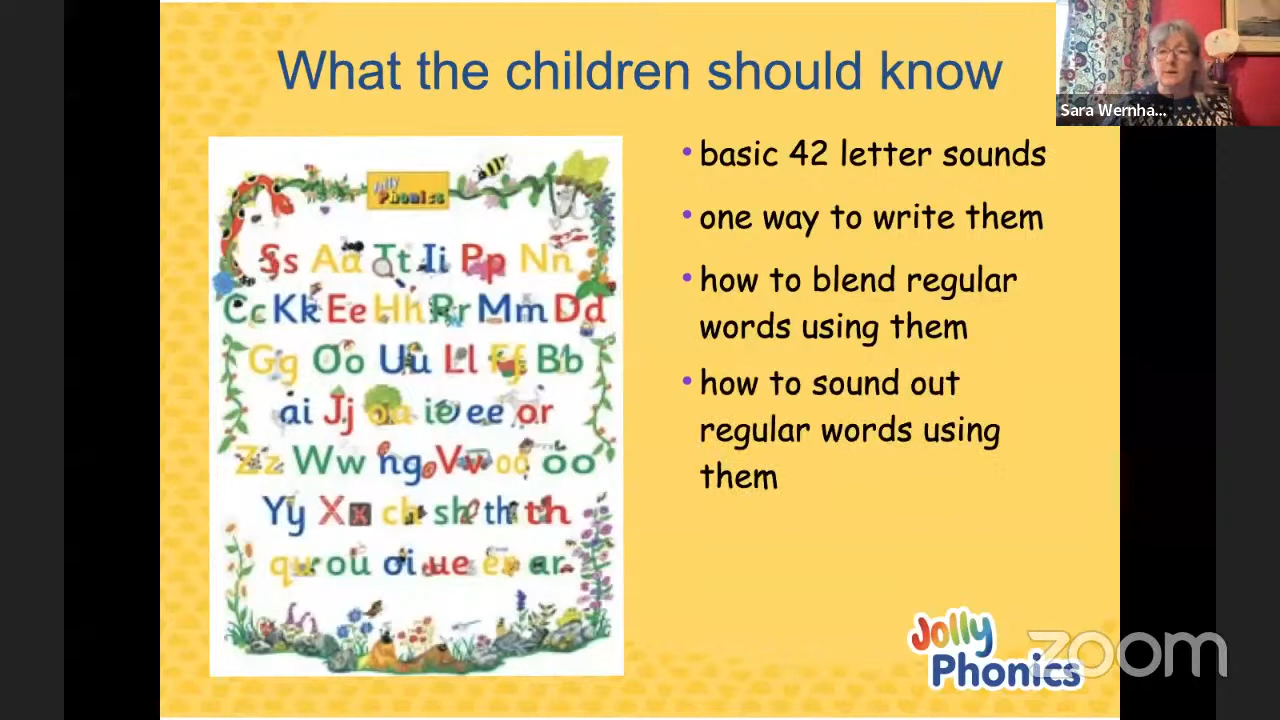 What the children should know
Sara Wernha...
Jolly
Phonics
Ss Aa Tt Ii Pp Nn
Cc Kk Ee Hh Rr Mm Dd
Gg Oo Uu Ll Ff Bb
ai Jj oa ie ee or
Zz Ww ng Vv oo oo
Yy Xx ch sh th th
qu ou oi ue er ar
• basic 42 letter sounds
• one way to write them
• how to blend regular
words using them
• how to sound out
regular words using
them
Jolly
Phonics
zoom